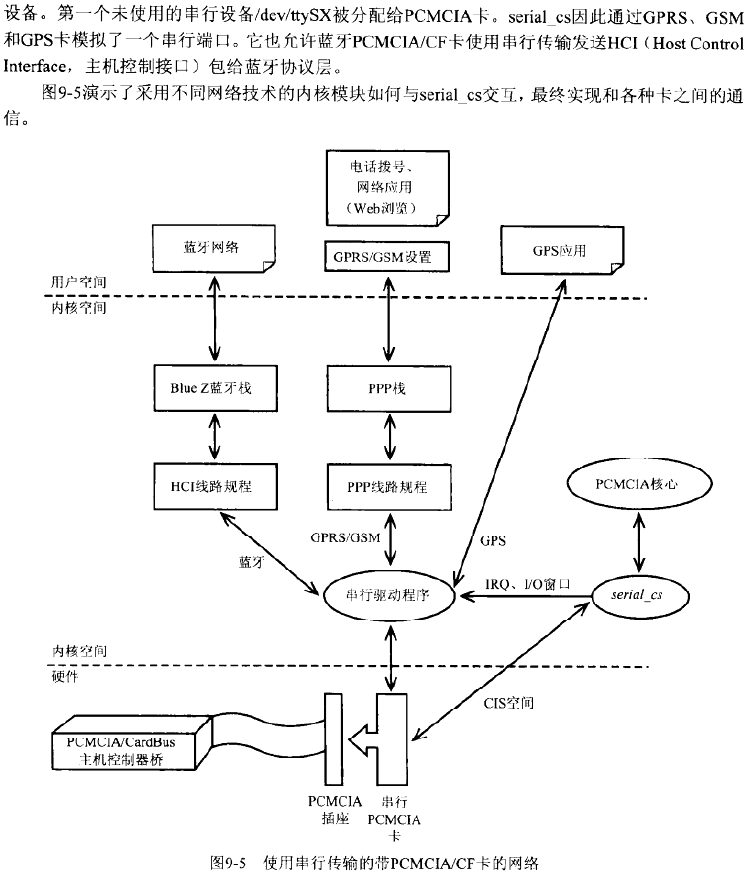 设备。第一个未使用的串行设备/dev/ttySX被分配给PCMCIA卡。serial_cs因此通过GPRS、GSM
和GPS卡模拟了一个串行端口。它也允许蓝牙PCMCIA/CF卡使用串行传输发送HCI（Host Control
Interface，主机控制接口）包给蓝牙协议层。
图9-5演示了采用不同网络技术的内核模块如何与serial_cs交互，最终实现和各种卡之间的通
信。
电话拨号、
网络应用
（Web浏览）
蓝牙网络
GPRS/GSM设置
GPS应用
用户空间
内核空间
Blue Z蓝牙栈
PPP栈
HCI线路规程
PPP线路规程
PCMCIA核心
GPRS/GSM
GPS
蓝牙
串行驱动程序
IRQ、I/O窗口
serial_cs
内核空间
硬件
CIS空间
PCMCIA/CardBus
主机控制器桥
PCMCIA
插座
串行
PCMCIA
卡
图9-5 使用串行传输的带PCMCIA/CF卡的网络